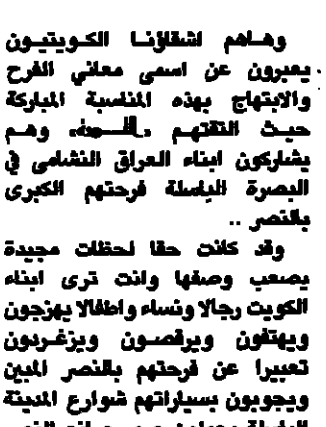 وهاهم اشقاؤنا الكويتيون
يعبرون عن اسمى معاني الفرح
والابتهاج بهذه المناسبة المباركة
حيث التقتهم وهم
يشاركون ابناء العراق النشامى في
البصرة الباسلة فرحتهم الكبرى
بالنصر ..
وقد كانت حقا لحظات مجيدة
يصعب وصفها وانت ترى ابناء
الكويت رجالا ونساء واطفالا يهزجون
ويهتفون ويرقصون ويزغردون
تعبيرا عن فرحتهم بالنصر المبين
ويجوبون بسياراتهم شوارع المدينة